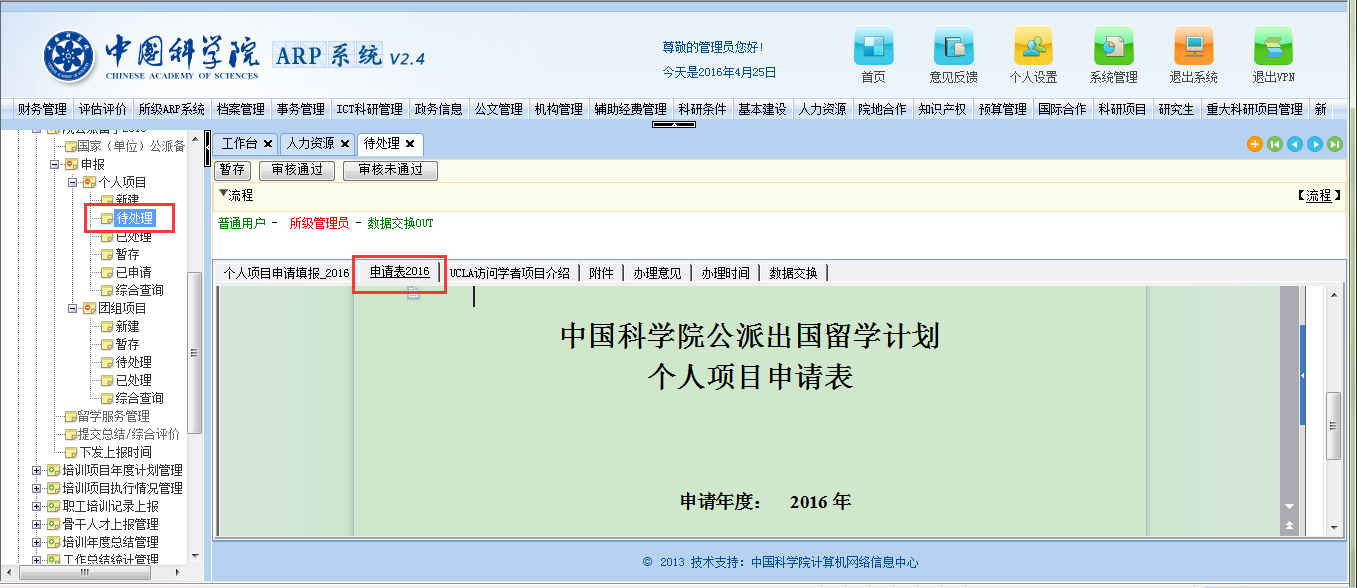 中国科学院 ARP 系统 V2.4
CHINESE ACADEMY OF SCIENCES
尊敬的管理员您好!
今天是2016年4月25日
首页 意见反馈 个人设置 系统管理 退出系统 退出VPN
财务管理 评估评价 所级ARP系统 档案管理 事务管理 ICT科研管理 政务信息 公文管理 机构管理 辅助经费管理 科研条件 基本建设 人力资源 院地合作 知识产权 预算管理 国际合作 科研项目 研究生 重大科研项目管理 新
国家（单位）公派备
申报
个人项目
新建
待处理
已处理
暂存
已申请
综合查询
团组项目
新建
暂存
待处理
已处理
综合查询
留学服务管理
提交总结/综合评价
下发上报时间
培训项目年度计划管理
培训项目执行情况管理
职工培训记录上报
骨干人才上报管理
培训年度总结管理
工作总结统计管理
工作台 人力资源 待处理
暂存 审核通过 审核未通过
流程 【流程】
普通用户 - 所级管理员 - 数据交换OUT
个人项目申请填报_2016 申请表2016 UCLA访问学者项目介绍 附件 办理意见 办理时间 数据交换
中国科学院公派出国留学计划
个人项目申请表
申请年度： 2016 年
© 2013 技术支持：中国科学院计算机网络信息中心